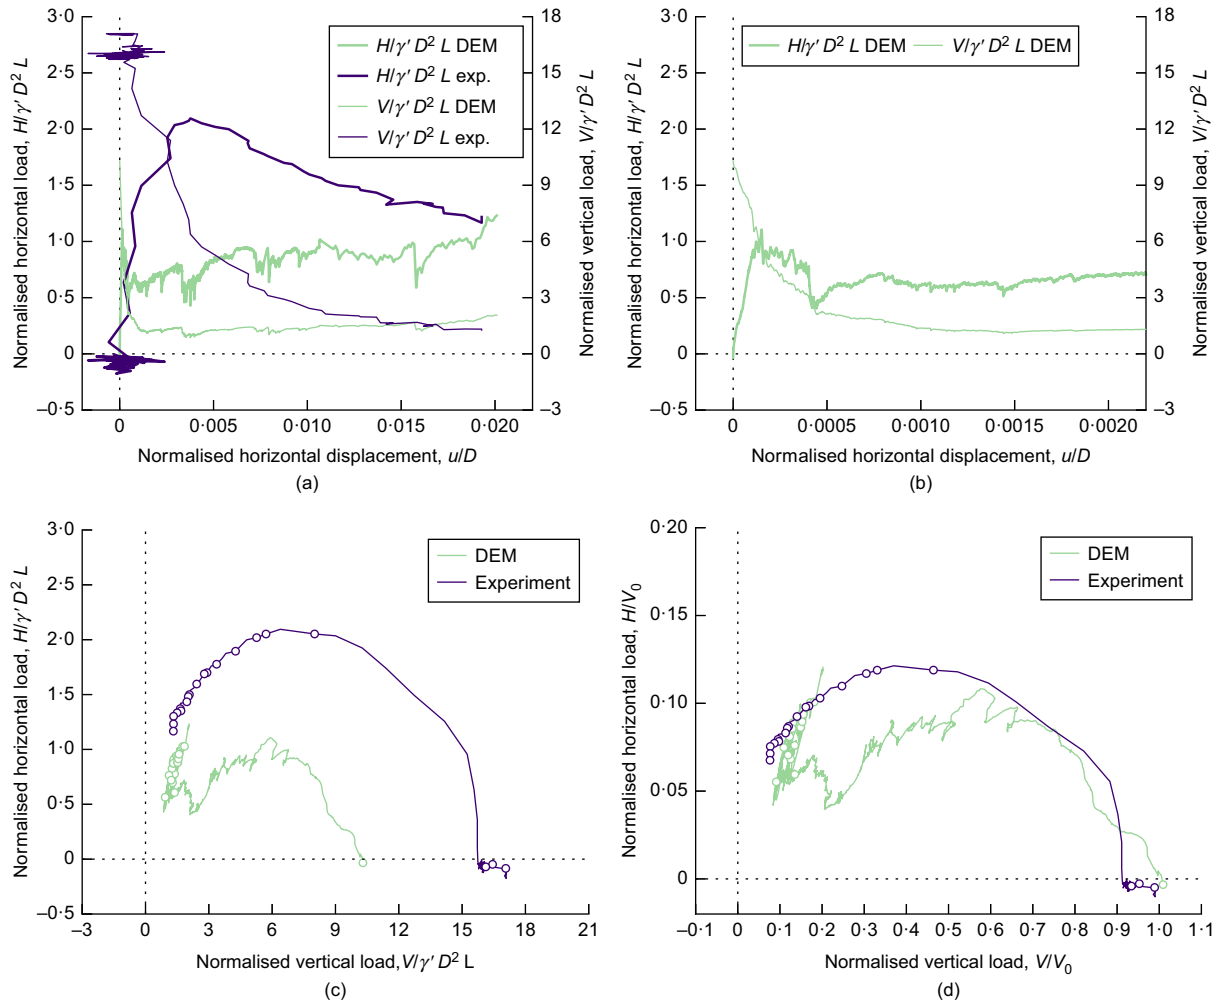 3·0
2·5
2·0
1·5
1·0
0·5
0
–0·5
Normalised horizontal load, H/γ′ D² L
18
15
12
9
6
3
0
–3
Normalised vertical load, V/γ′ D² L
H/γ′ D² L DEM
H/γ′ D² L exp.
V/γ′ D² L DEM
V/γ′ D² L exp.
0 0·005 0·010 0·015 0·020
Normalised horizontal displacement, u/D
(a)
3·0
2·5
2·0
1·5
1·0
0·5
0
–0·5
Normalised horizontal load, H/γ′ D² L
18
15
12
9
6
3
0
–3
Normalised vertical load, V/γ′ D² L
H/γ′ D² L DEM V/γ′ D² L DEM
0 0·0005 0·0010 0·0015 0·0020
Normalised horizontal displacement, u/D
(b)
3·0
2·5
2·0
1·5
1·0
0·5
0
–0·5
Normalised horizontal load, H/γ′ D² L
DEM
Experiment
–3 0 3 6 9 12 15 18 21
Normalised vertical load,V/γ′ D² L
(c)
0·20
0·15
0·10
0·05
0
Normalised horizontal load, H/V₀
DEM
Experiment
–0·1 0 0·1 0·2 0·3 0·4 0·5 0·6 0·7 0·8 0·9 1·0 1·1
Normalised vertical load, V/V₀
(d)